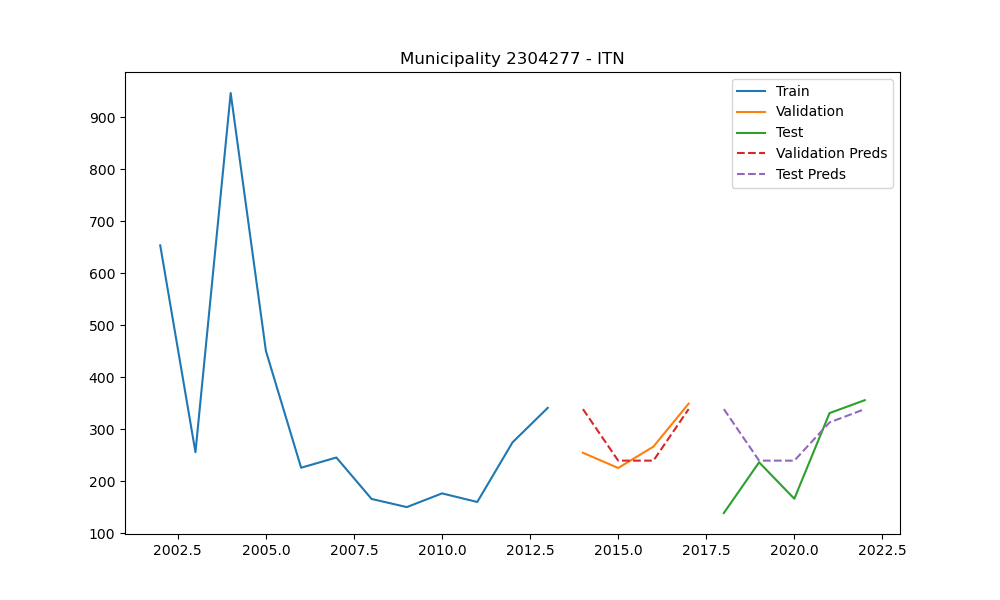 Municipality 2304277 - ITN
Train
Validation
Test
Validation Preds
Test Preds
900
800
700
600
500
400
300
200
100
2002.5 2005.0 2007.5 2010.0 2012.5 2015.0 2017.5 2020.0 2022.5